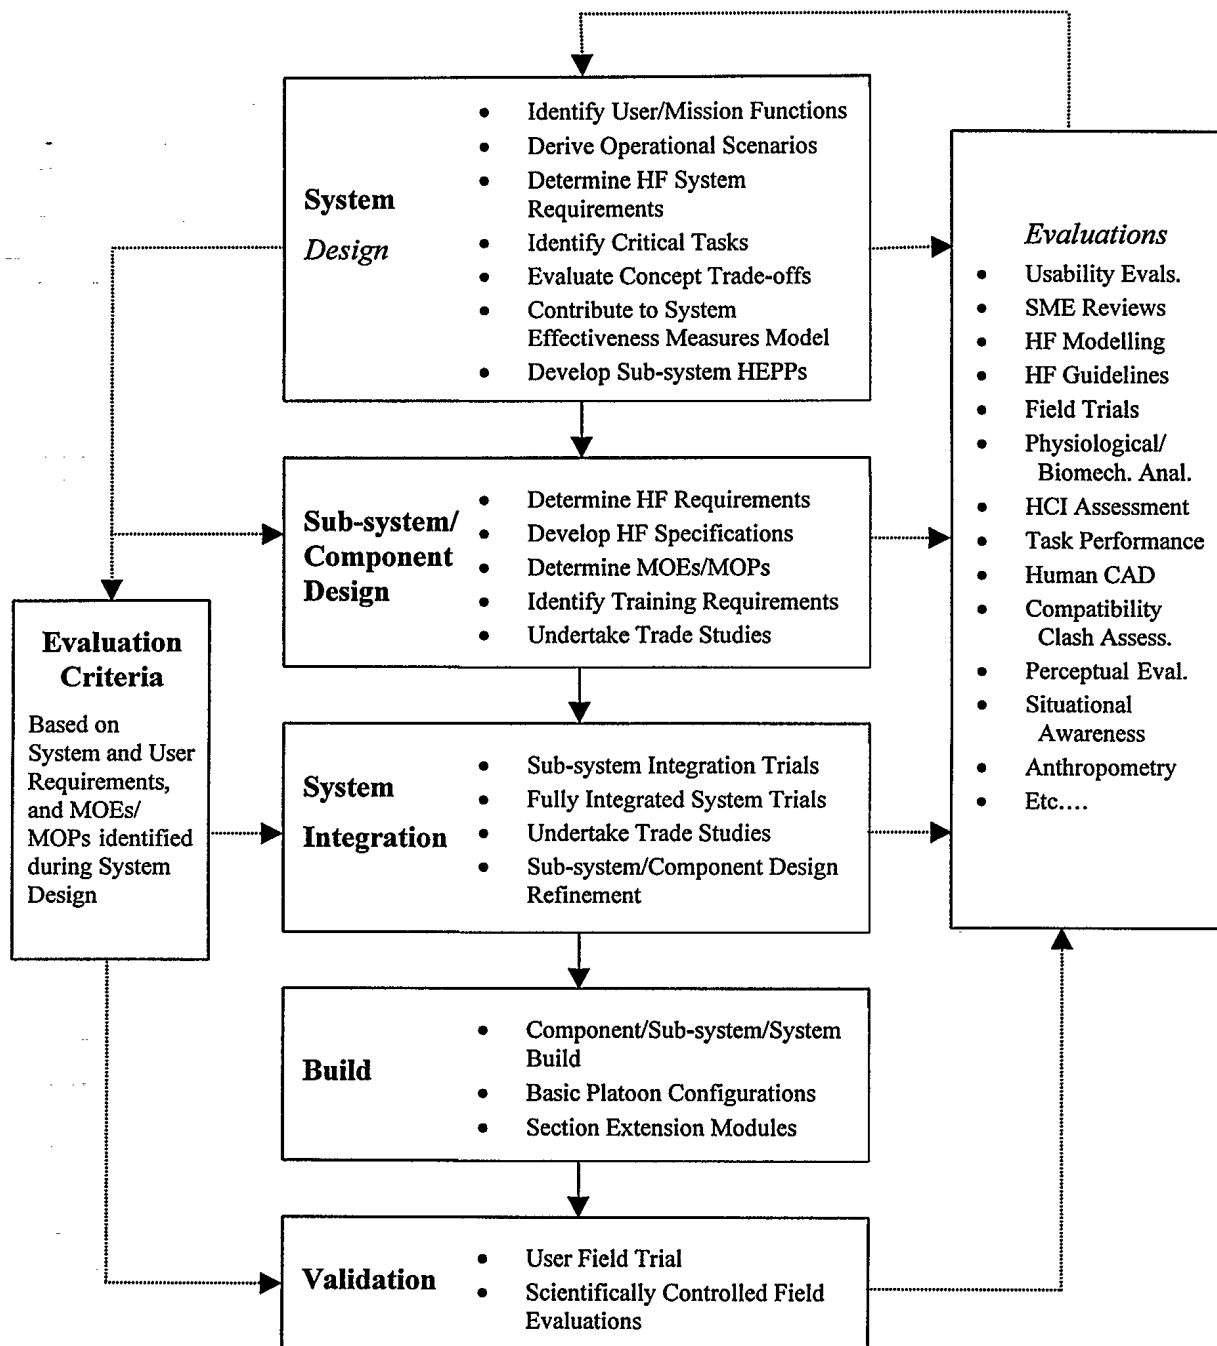 System
Design
• Identify User/Mission Functions
• Derive Operational Scenarios
• Determine HF System
Requirements
• Identify Critical Tasks
• Evaluate Concept Trade-offs
• Contribute to System
Effectiveness Measures Model
• Develop Sub-system HEPPs
Sub-system/
Component
Design
• Determine HF Requirements
• Develop HF Specifications
• Determine MOEs/MOPs
• Identify Training Requirements
• Undertake Trade Studies
Evaluation
Criteria
Based on
System and User
Requirements,
and MOEs/
MOPs identified
during System
Design
System
Integration
• Sub-system Integration Trials
• Fully Integrated System Trials
• Undertake Trade Studies
• Sub-system/Component Design
Refinement
Build
• Component/Sub-system/System
Build
• Basic Platoon Configurations
• Section Extension Modules
Validation
• User Field Trial
• Scientifically Controlled Field
Evaluations
Evaluations
• Usability Evals.
• SME Reviews
• HF Modelling
• HF Guidelines
• Field Trials
• Physiological/
Biomech. Anal.
• HCI Assessment
• Task Performance
• Human CAD
• Compatibility
Clash Assess.
• Perceptual Eval.
• Situational
Awareness
• Anthropometry
• Etc....